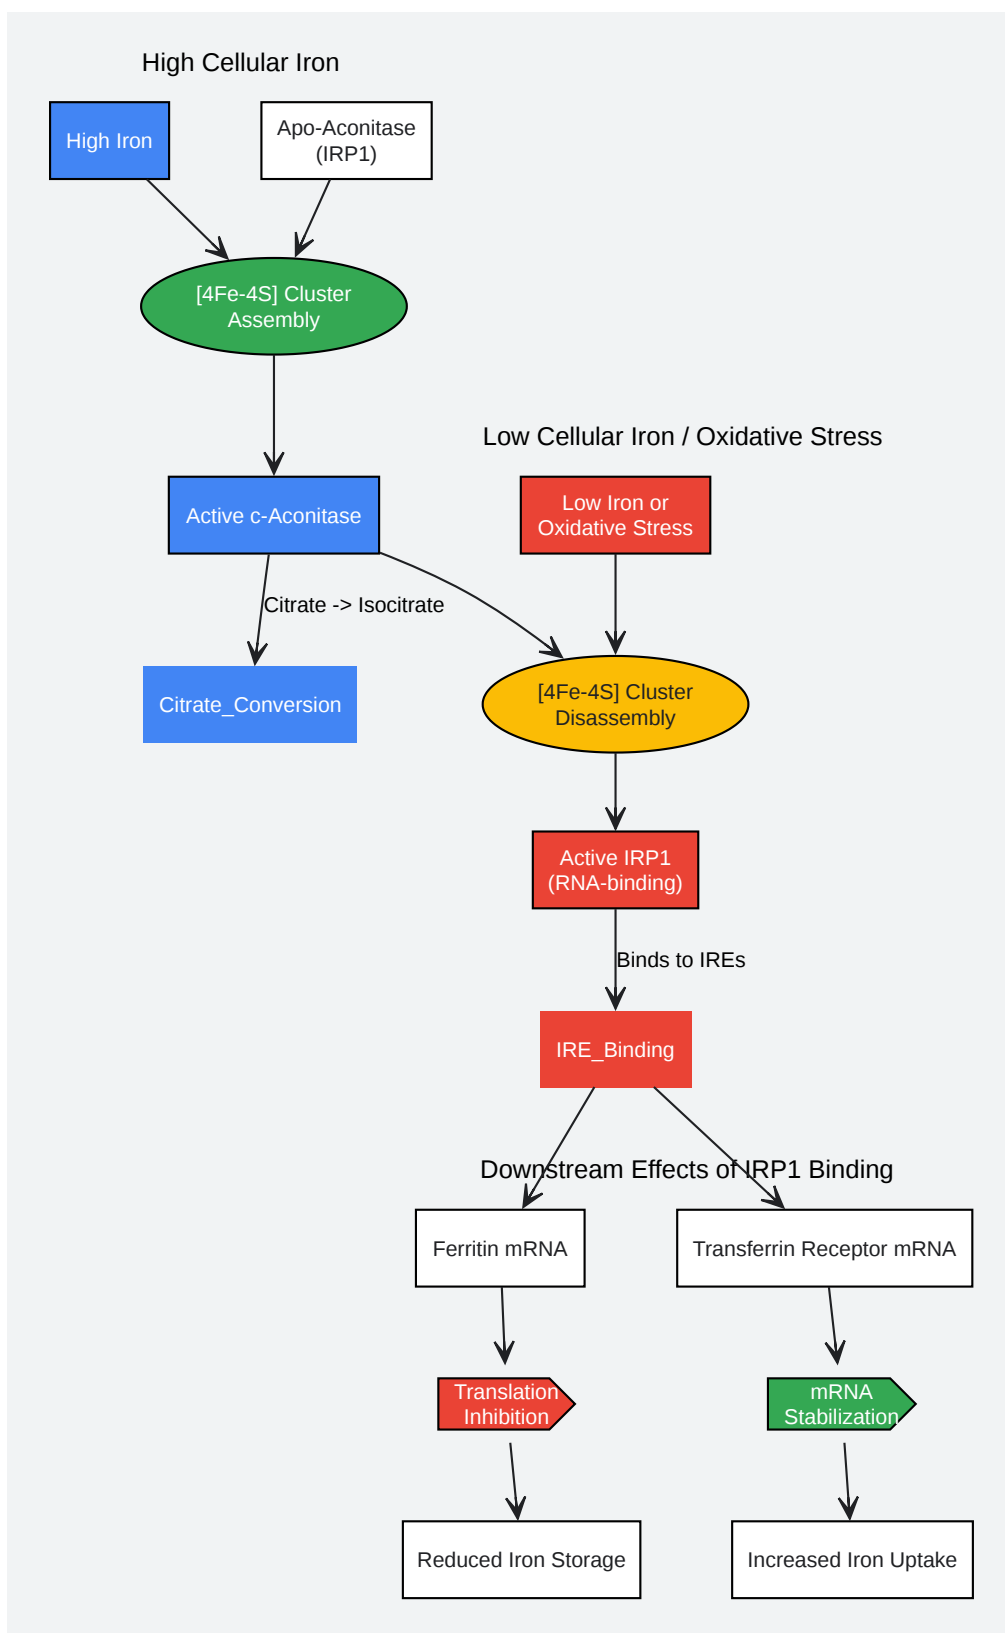 High Cellular Iron
High Iron
Apo-Aconitase
(IRP1)
[4Fe-4S] Cluster
Assembly
Low Cellular Iron / Oxidative Stress
Active c-Aconitase
Low Iron or
Oxidative Stress
Citrate -> Isocitrate
Citrate_Conversion
[4Fe-4S] Cluster
Disassembly
Active IRP1
(RNA-binding)
Binds to IREs
IRE_Binding
Downstream Effects of IRP1 Binding
Ferritin mRNA
Transferrin Receptor mRNA
Translation
Inhibition
mRNA
Stabilization
Reduced Iron Storage
Increased Iron Uptake